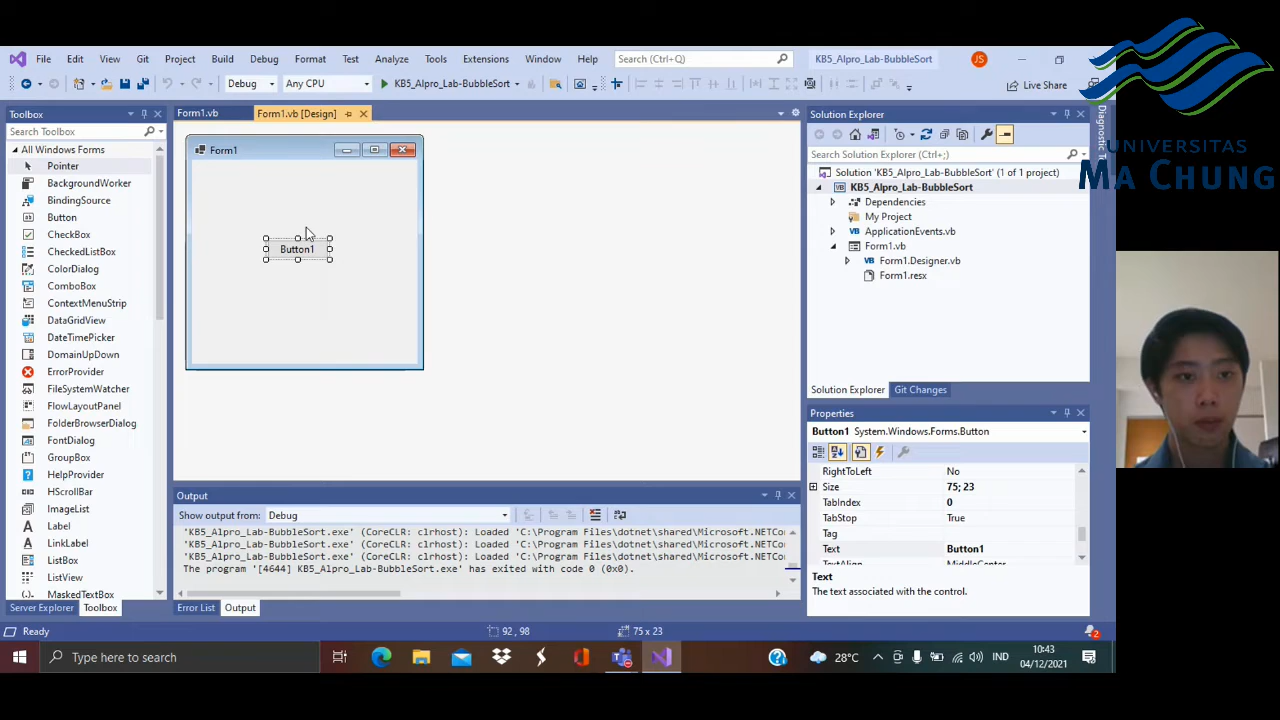 File Edit View Git Project Build Debug Format Test Analyze Tools Extensions Window Help Search (Ctrl+;) KB5_Alpro_Lab-BubbleSort JS
Debug Any CPU KB5_Alpro_Lab-BubbleSort Live Share
UNIVERSITAS
MA CHUNG
Toolbox
Search Toolbox
All Windows Forms
Pointer
BackgroundWorker
BindingSource
Button
CheckBox
CheckedListBox
ColorDialog
ComboBox
ContextMenuStrip
DataGridView
DateTimePicker
DomainUpDown
ErrorProvider
FileSystemWatcher
FlowLayoutPanel
FolderBrowserDialog
FontDialog
GroupBox
HelpProvider
HScrollBar
ImageList
Label
LinkLabel
ListBox
ListView
MaskedTextBox
Server Explorer Toolbox
Form1.vb Form1.vb [Design]
Form1
Button1
Output
Show output from: Debug
'KB5_Alpro_Lab-BubbleSort.exe' (CoreCLR: clrhost): Loaded 'C:\Program Files\dotnet\shared\Microsoft.NETCo
'KB5_Alpro_Lab-BubbleSort.exe' (CoreCLR: clrhost): Loaded 'C:\Program Files\dotnet\shared\Microsoft.NETCo
'KB5_Alpro_Lab-BubbleSort.exe' (CoreCLR: clrhost): Loaded 'C:\Program Files\dotnet\shared\Microsoft.NETCo
The program '[4644] KB5_Alpro_Lab-BubbleSort.exe' has exited with code 0 (0x0).
Error List Output
Solution Explorer
Search Solution Explorer (Ctrl+;)
Solution 'KB5_Alpro_Lab-BubbleSort' (1 of 1 project)
KB5_Alpro_Lab-BubbleSort
Dependencies
My Project
ApplicationEvents.vb
Form1.vb
Form1.Designer.vb
Form1.resx
Solution Explorer Git Changes
Diagnostic
Properties
Button1 System.Windows.Forms.Button
RightToLeft No
Size 75; 23
TabIndex 0
TabStop True
Tag
Text Button1
TextAlign MiddleCenter
Text
The text associated with the control.
Ready 92 , 98 75 x 23 2
Type here to search 28°C IND 10:43
04/12/2021